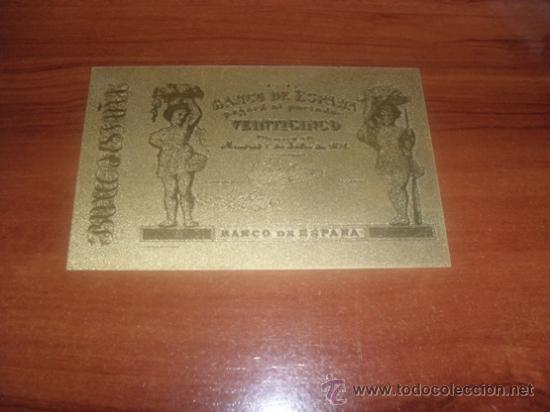 BANCO DE ESPAÑA
BANCO DE ESPAÑA
pagará al portador
VEINTICINCO
Madrid 1 de Julio de 1874
BANCO DE ESPAÑA
www.todocoleccion.net